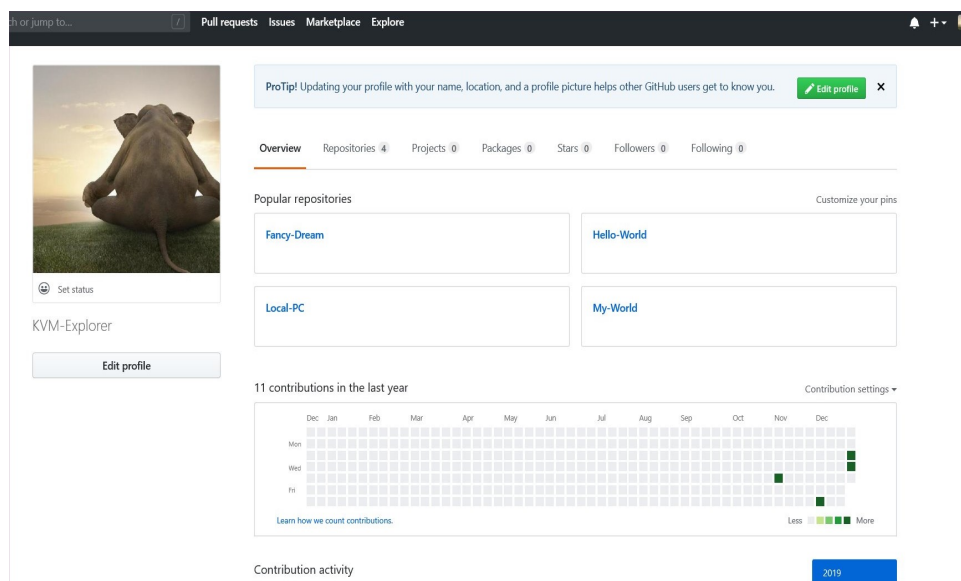 ch or jump to... / Pull requests Issues Marketplace Explore
ProTip! Updating your profile with your name, location, and a profile picture helps other GitHub users get to know you. Edit profile
Overview Repositories 4 Projects 0 Packages 0 Stars 0 Followers 0 Following 0
Popular repositories Customize your pins
Fancy-Dream Hello-World
Set status
Local-PC My-World
KVM-Explorer
Edit profile
11 contributions in the last year Contribution settings
Dec Jan Feb Mar Apr May Jun Jul Aug Sep Oct Nov Dec
Mon
Wed
Fri
Learn how we count contributions. Less More
Contribution activity 2019